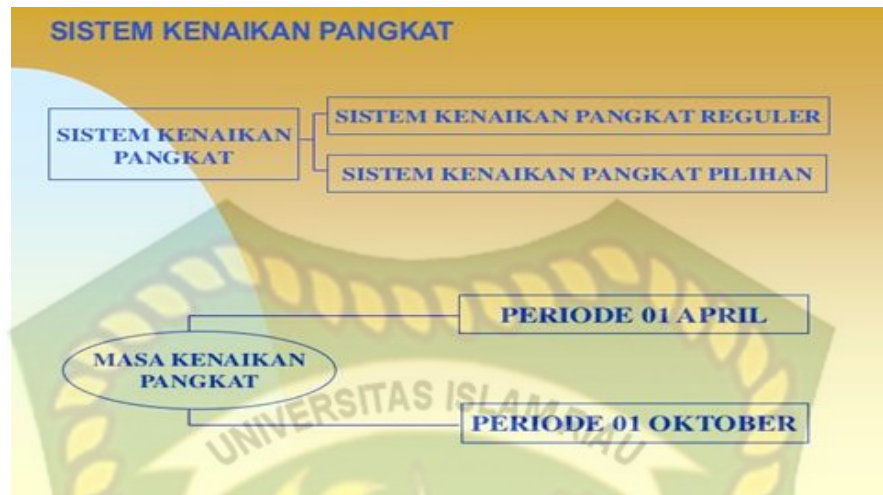 SISTEM KENAIKAN PANGKAT
SISTEM KENAIKAN
PANGKAT
SISTEM KENAIKAN PANGKAT REGULER
SISTEM KENAIKAN PANGKAT PILIHAN
MASA KENAIKAN
PANGKAT
PERIODE 01 APRIL
PERIODE 01 OKTOBER
UNIVERSITAS ISLAM RIAU